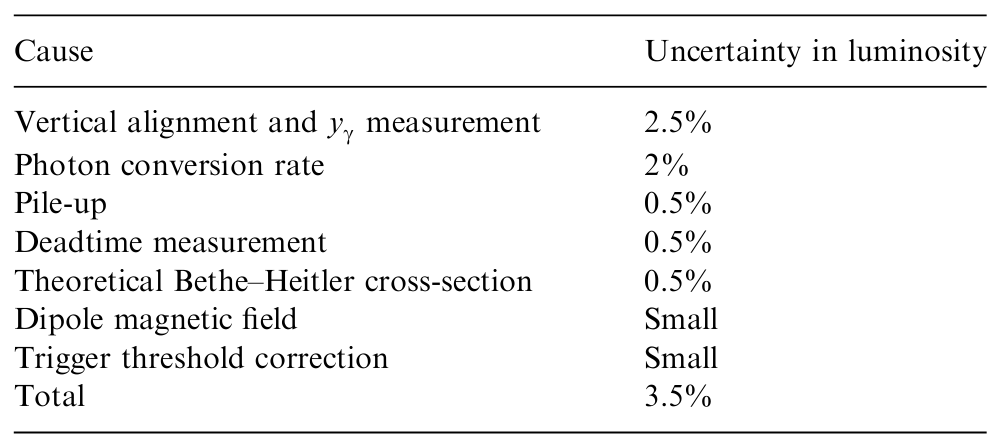 Cause Uncertainty in luminosity
Vertical alignment and yγ measurement 2.5%
Photon conversion rate 2%
Pile-up 0.5%
Deadtime measurement 0.5%
Theoretical Bethe–Heitler cross-section 0.5%
Dipole magnetic field Small
Trigger threshold correction Small
Total 3.5%